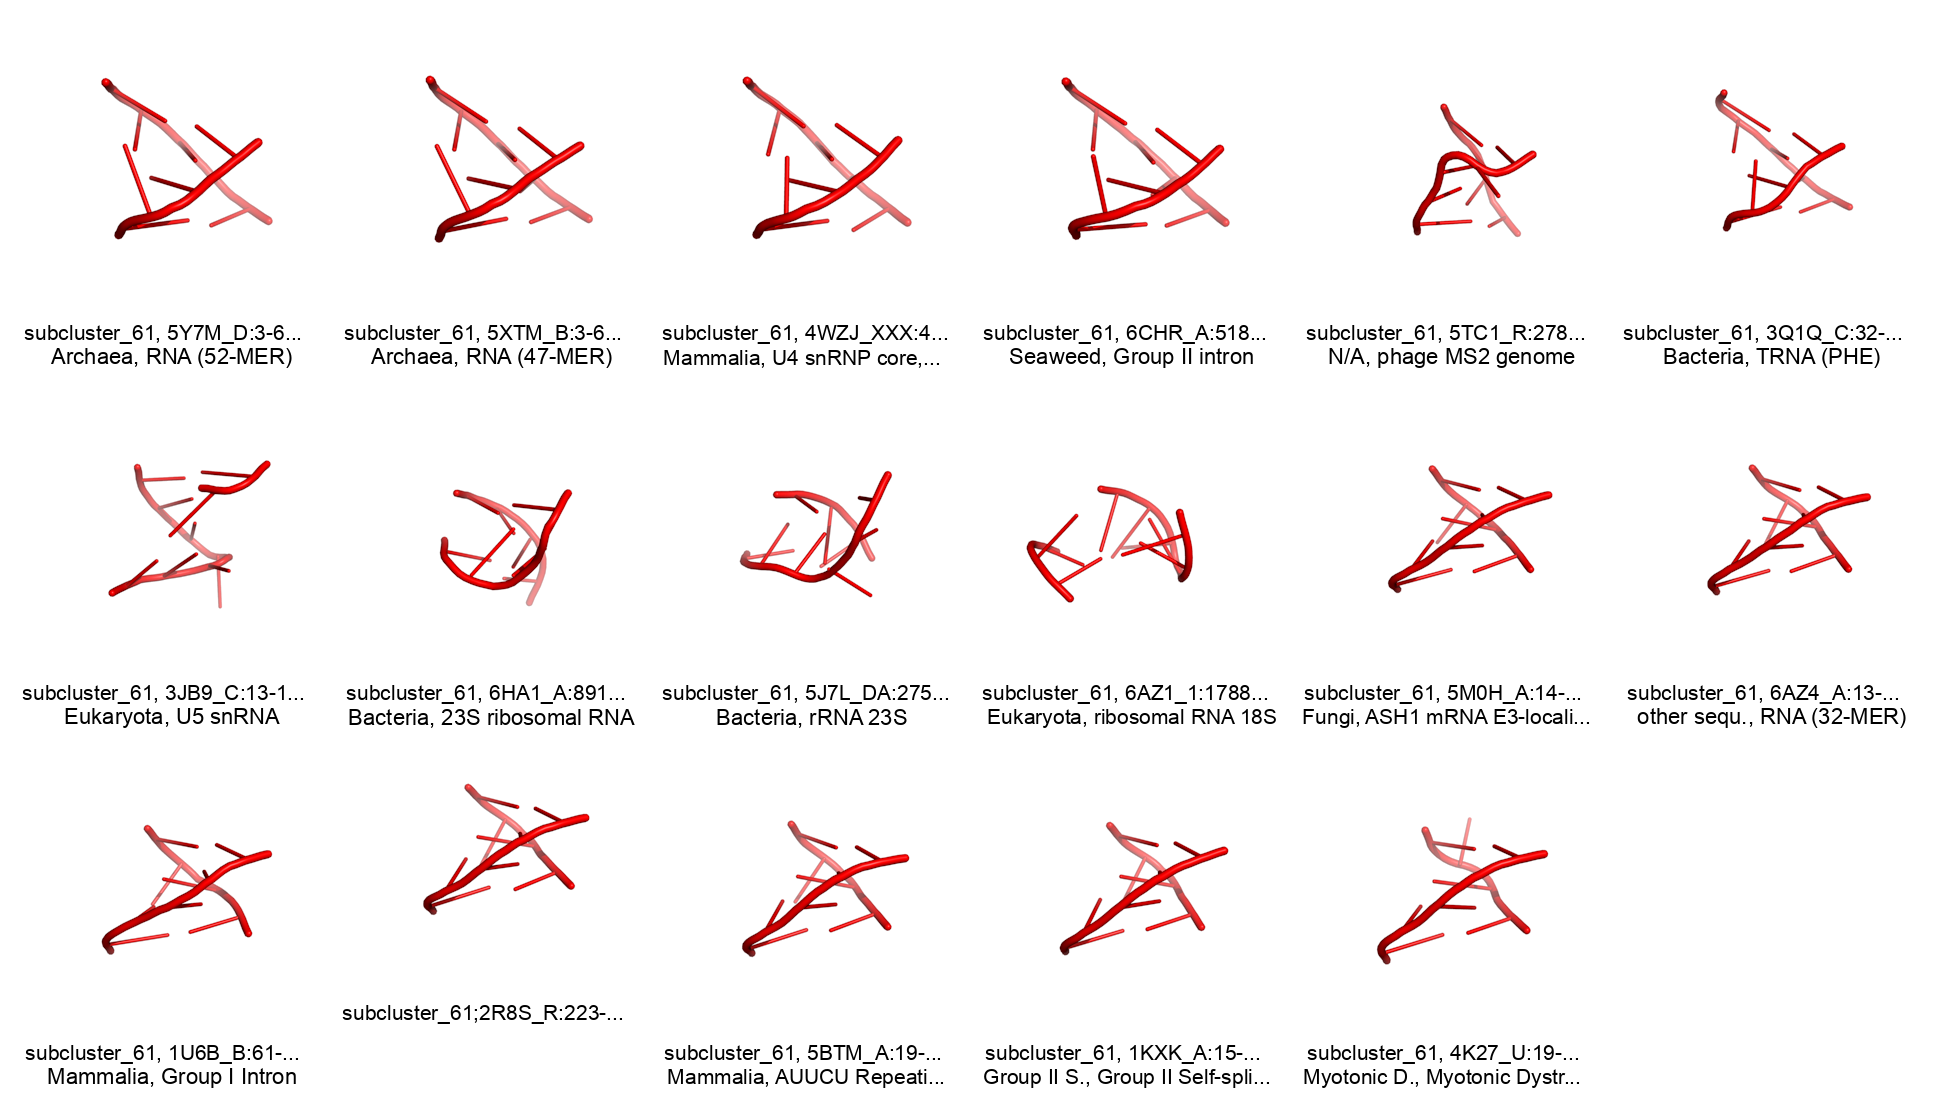 subcluster_61, 5Y7M_D:3-6...
Archaea, RNA (52-MER)
subcluster_61, 5XTM_B:3-6...
Archaea, RNA (47-MER)
subcluster_61, 4WZJ_XXX:4...
Mammalia, U4 snRNP core,...
subcluster_61, 6CHR_A:518...
Seaweed, Group II intron
subcluster_61, 5TC1_R:278...
N/A, phage MS2 genome
subcluster_61, 3Q1Q_C:32-...
Bacteria, TRNA (PHE)
subcluster_61, 3JB9_C:13-1...
Eukaryota, U5 snRNA
subcluster_61, 6HA1_A:891...
Bacteria, 23S ribosomal RNA
subcluster_61, 5J7L_DA:275...
Bacteria, rRNA 23S
subcluster_61, 6AZ1_1:1788...
Eukaryota, ribosomal RNA 18S
subcluster_61, 5M0H_A:14-...
Fungi, ASH1 mRNA E3-locali...
subcluster_61, 6AZ4_A:13-...
other sequ., RNA (32-MER)
subcluster_61, 1U6B_B:61-...
Mammalia, Group I Intron
subcluster_61;2R8S_R:223-...
subcluster_61, 5BTM_A:19-...
Mammalia, AUUCU Repeati...
subcluster_61, 1KXK_A:15-...
Group II S., Group II Self-spli...
subcluster_61, 4K27_U:19-...
Myotonic D., Myotonic Dystr...